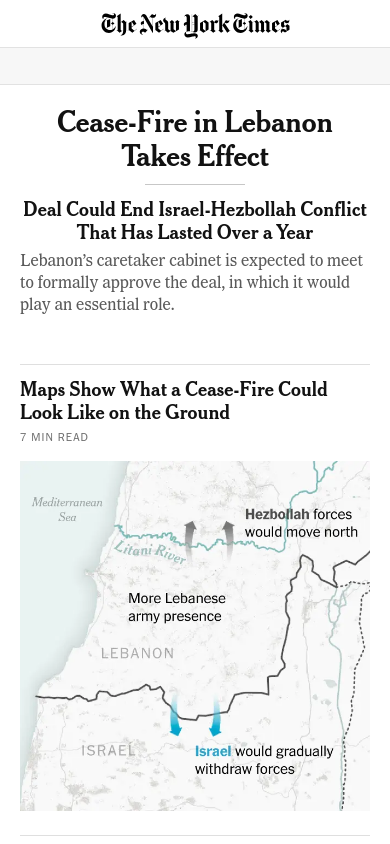 The New York Times
Cease-Fire in Lebanon
Takes Effect
Deal Could End Israel-Hezbollah Conflict
That Has Lasted Over a Year
Lebanon’s caretaker cabinet is expected to meet
to formally approve the deal, in which it would
play an essential role.
Maps Show What a Cease-Fire Could
Look Like on the Ground
7 MIN READ
Mediterranean
Sea
Hezbollah forces
would move north
Litani River
More Lebanese
army presence
LEBANON
ISRAEL
Israel would gradually
withdraw forces